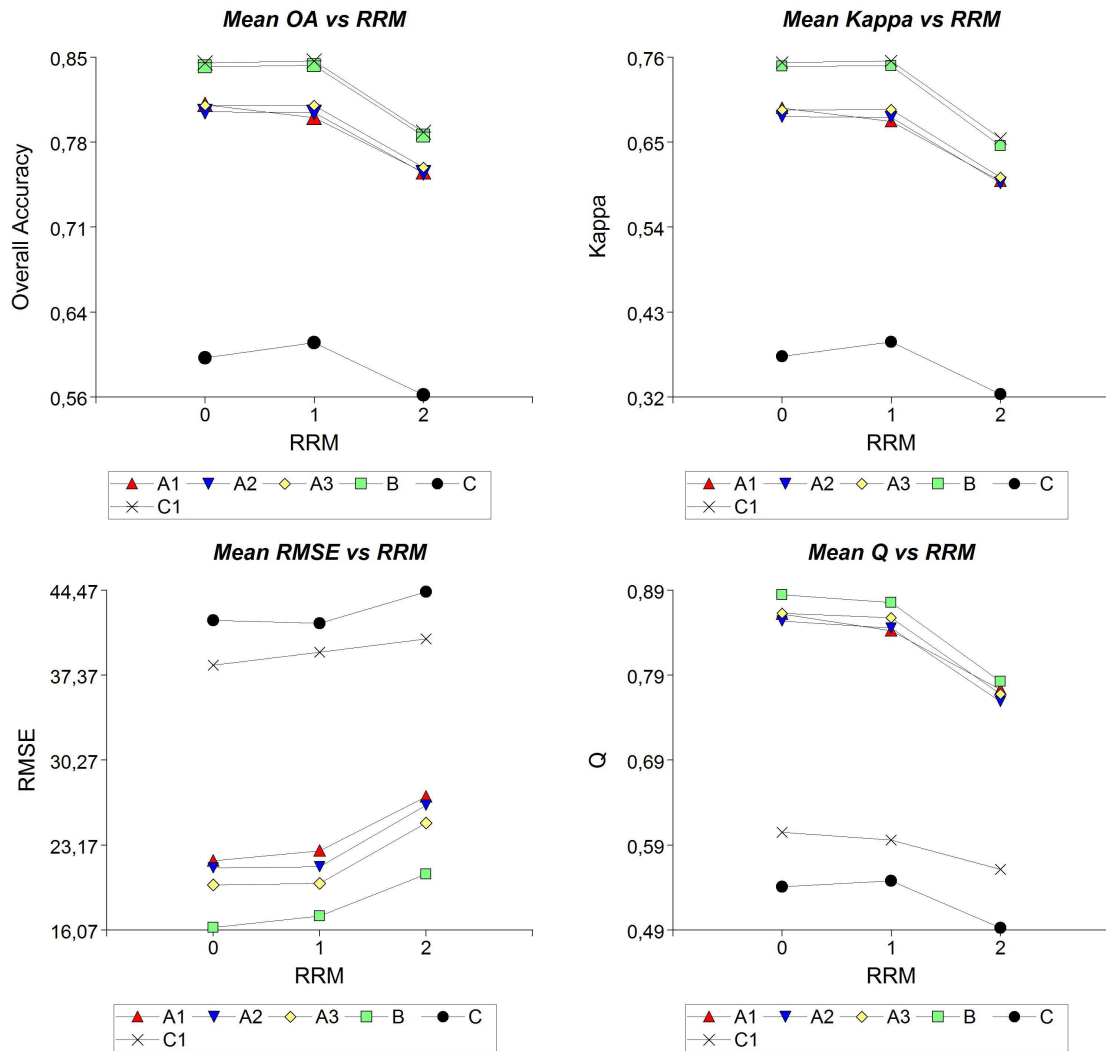 Mean OA vs RRM
0,85
0,78
0,71
0,64
0,56
Overall Accuracy
0 1 2
RRM
A1 A2 A3 B C
C1
Mean Kappa vs RRM
0,76
0,65
0,54
0,43
0,32
Kappa
0 1 2
RRM
A1 A2 A3 B C
C1
Mean RMSE vs RRM
44,47
37,37
30,27
23,17
16,07
RMSE
0 1 2
RRM
A1 A2 A3 B C
C1
Mean Q vs RRM
0,89
0,79
0,69
0,59
0,49
Q
0 1 2
RRM
A1 A2 A3 B C
C1